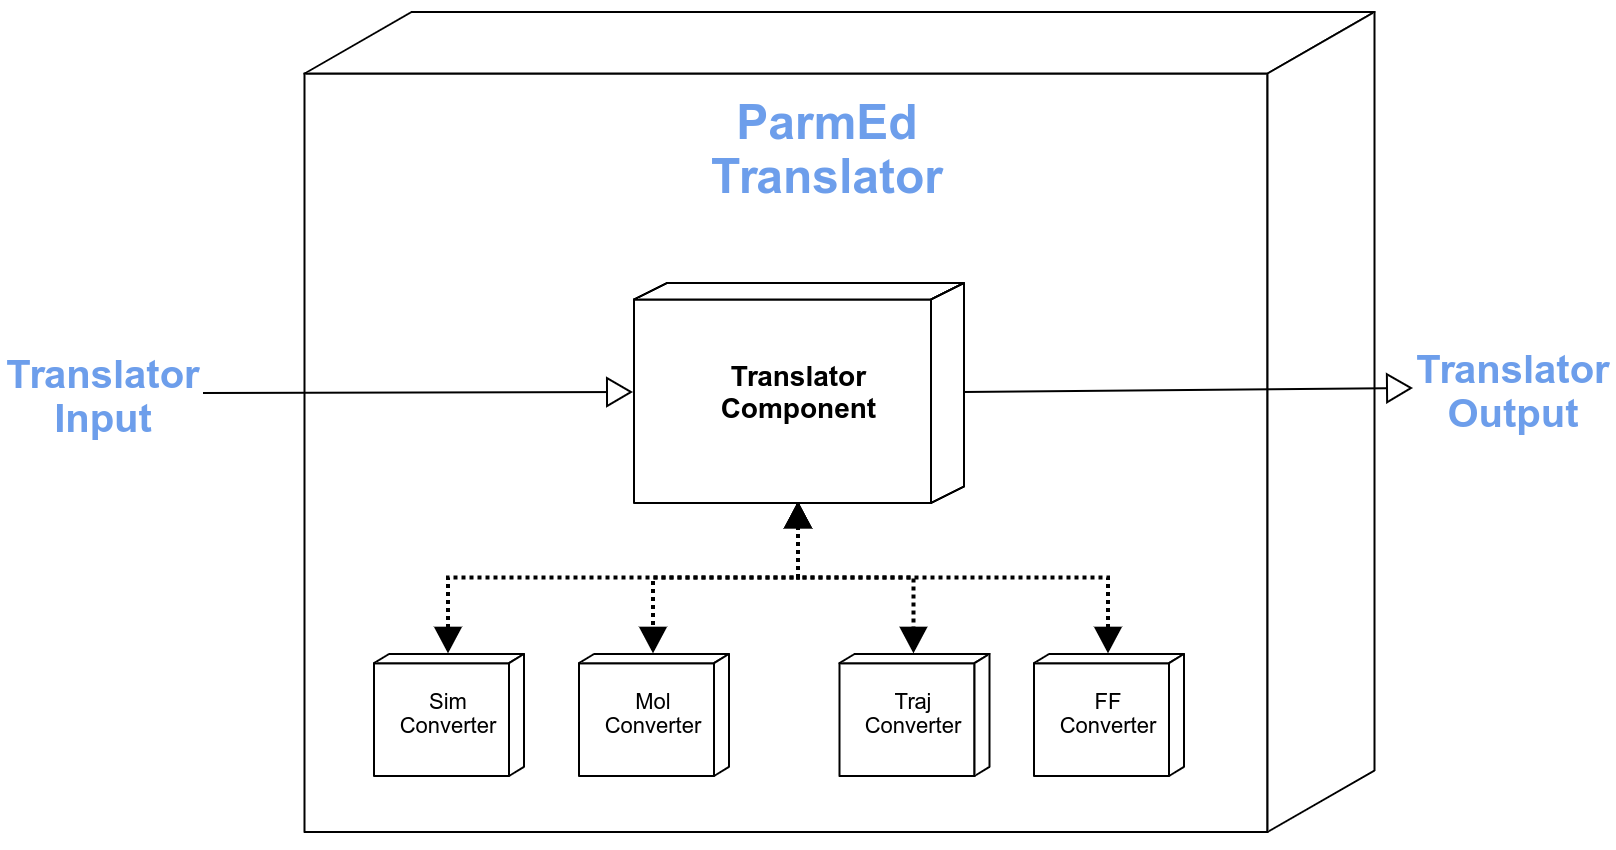 ParmEd
Translator
Translator
Input
Translator
Component
Translator
Output
Sim
Converter
Mol
Converter
Traj
Converter
FF
Converter